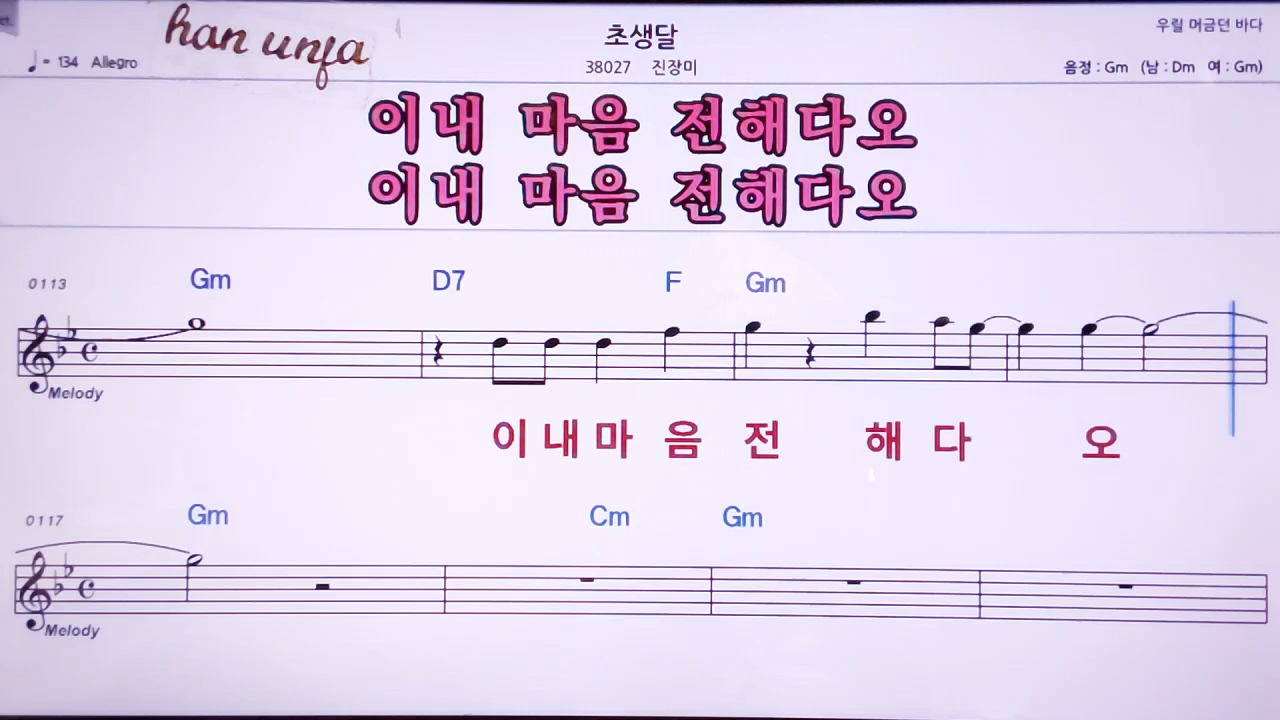 han unja
초생달
우릴 머금던 바다
♩= 134 Allegro
38027 진장미
음정 : Gm (남 : Dm 여 : Gm)
이내 마음 전해다오
이내 마음 전해다오
0113 Gm D7 F Gm
Melody
이 내 마 음 전 해 다 오
0117 Gm Cm Gm
Melody